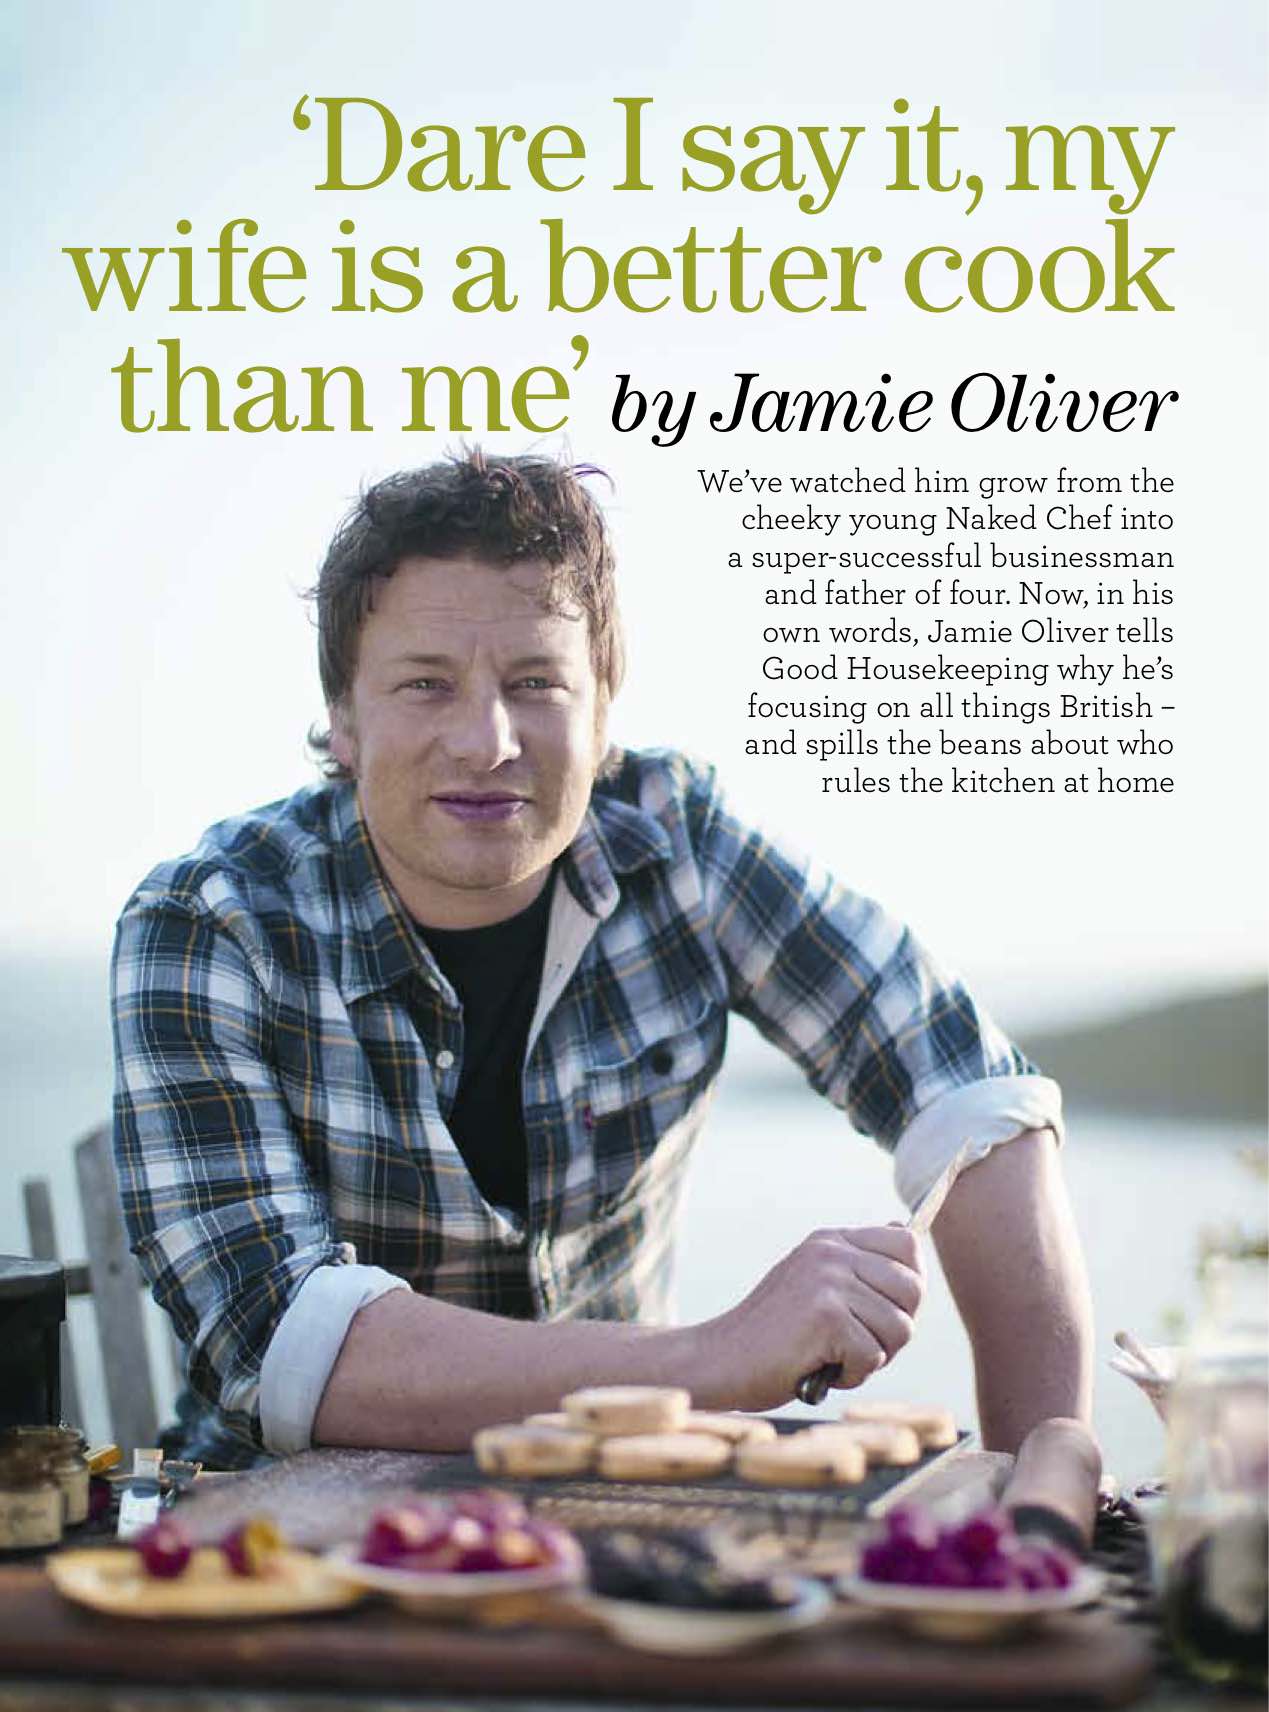 ‘Dare I say it, my
wife is a better cook
than me’ by Jamie Oliver
We’ve watched him grow from the
cheeky young Naked Chef into
a super-successful businessman
and father of four. Now, in his
own words, Jamie Oliver tells
Good Housekeeping why he’s
focusing on all things British –
and spills the beans about who
rules the kitchen at home